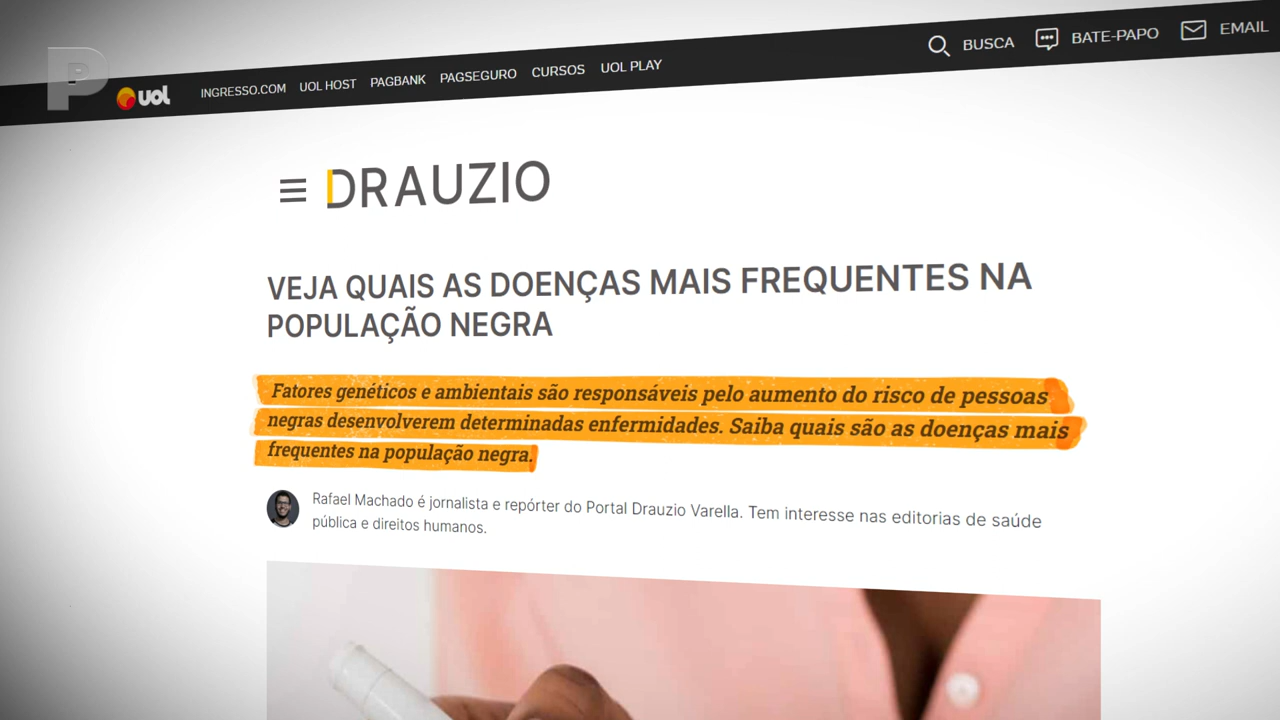 P
uol INGRESSO.COM UOL HOST PAGBANK PAGSEGURO CURSOS UOL PLAY BUSCA BATE-PAPO EMAIL
DRAUZIO
VEJA QUAIS AS DOENÇAS MAIS FREQUENTES NA
POPULAÇÃO NEGRA
Fatores genéticos e ambientais são responsáveis pelo aumento do risco de pessoas
negras desenvolverem determinadas enfermidades. Saiba quais são as doenças mais
frequentes na população negra.
Rafael Machado é jornalista e repórter do Portal Drauzio Varella. Tem interesse nas editorias de saúde
pública e direitos humanos.